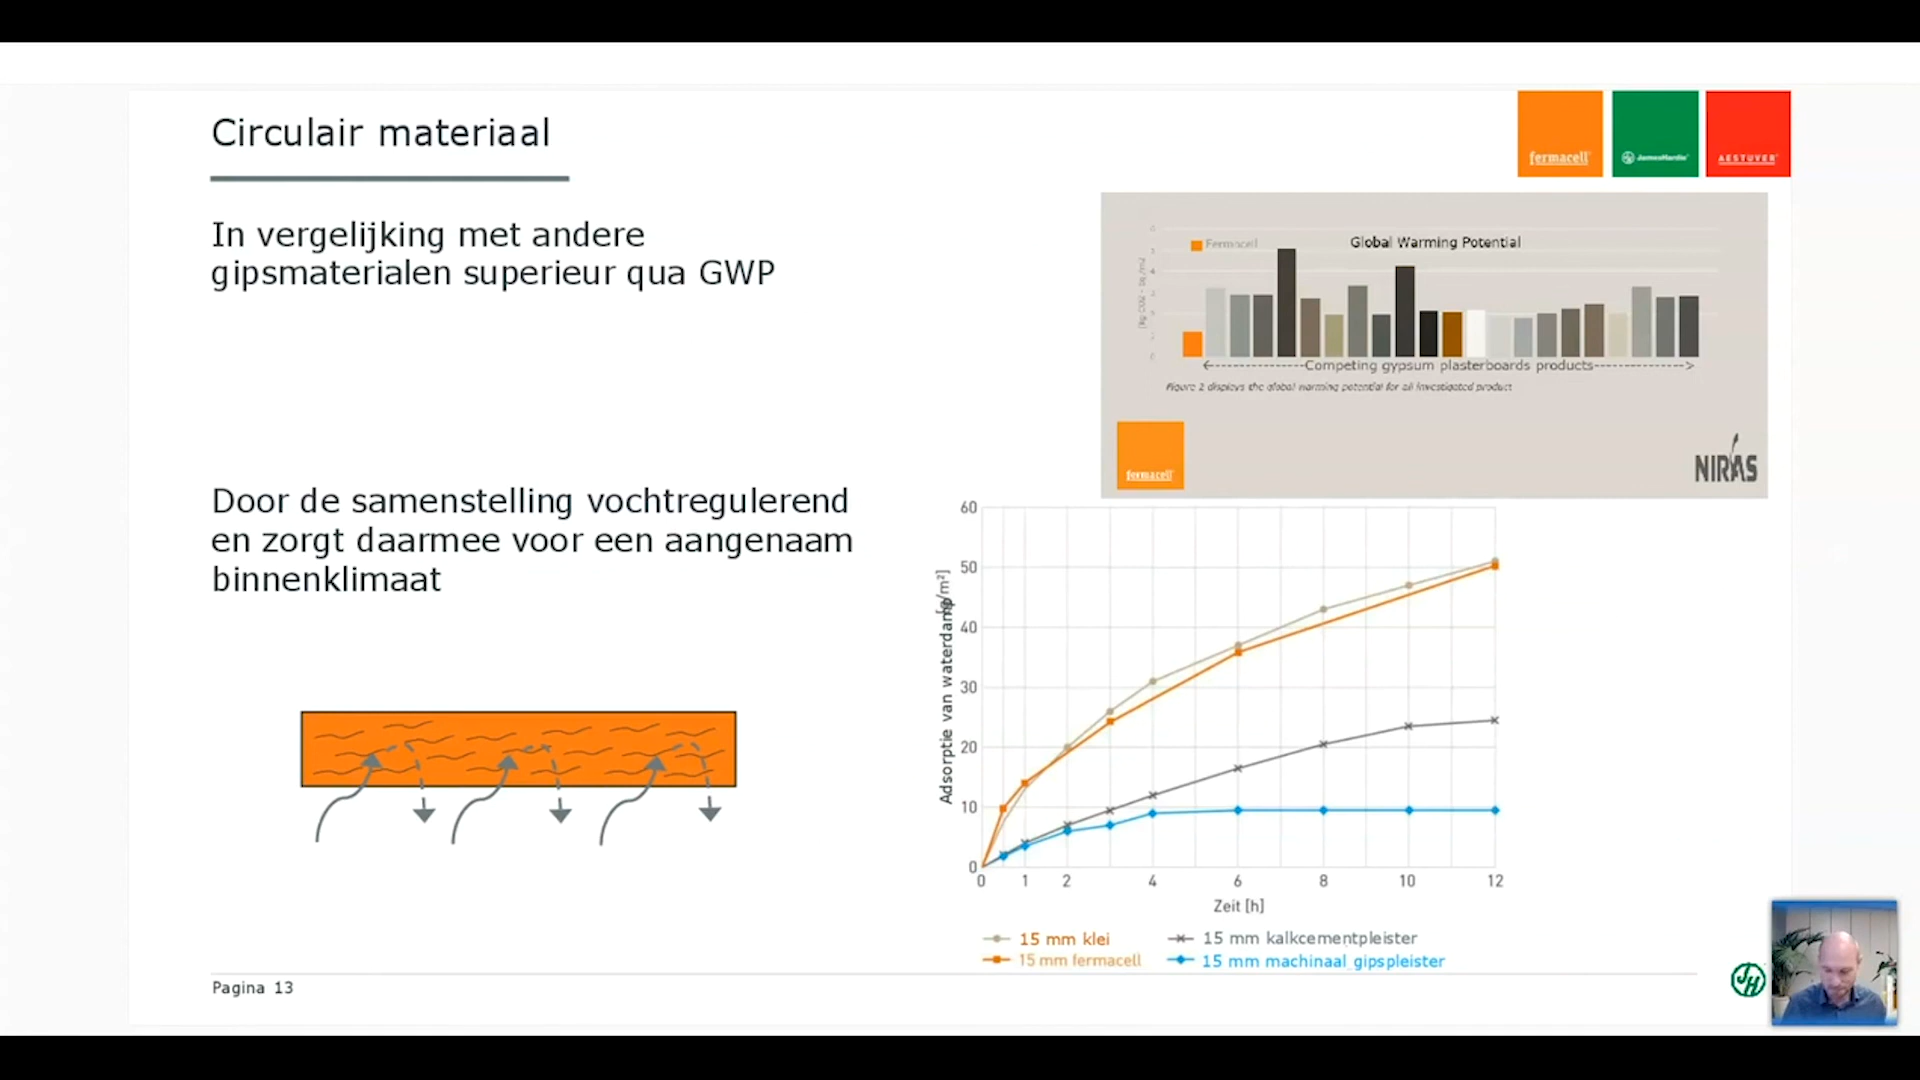 Circulair materiaal
fermacell
JamesHardie
AESTUVER
In vergelijking met andere
gipsmaterialen superieur qua GWP
Fermacell
Global Warming Potential
Competing gypsum plasterboards products
Figure 2 displays the global warming potential for all investigated product
fermacell
NIRAS
Door de samenstelling vochtregulerend
en zorgt daarmee voor een aangenaam
binnenklimaat
Adsorptie van waterdamp
[g/m²]
60
50
40
30
20
10
0
0 1 2 4 6 8 10 12
Zeit [h]
15 mm klei
15 mm kalkcementpleister
15 mm fermacell
15 mm machinaal gipspleister
Pagina 13
JH